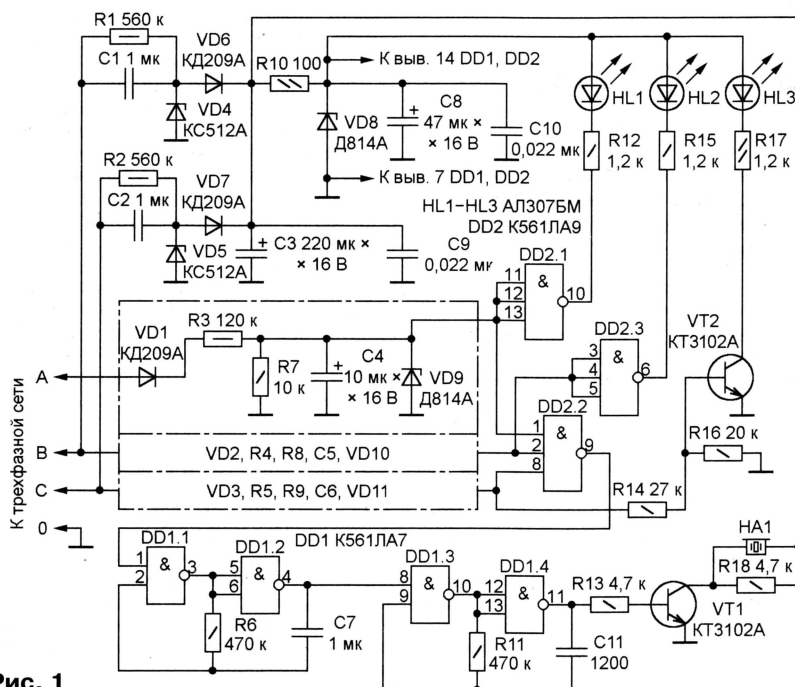 R1 560 к
C1 1 мк
VD6
КД209А
R10 100
К выв. 14 DD1, DD2
VD4
КС512А
VD8
Д814А
C8
47 мк ×
× 16 В
C10
0,022 мк
HL1
HL2
HL3
R12
1,2 к
R15
1,2 к
R17
1,2 к
R2 560 к
C2 1 мк
VD7
КД209А
К выв. 7 DD1, DD2
HL1–HL3 АЛ307БМ
DD2 К561ЛА9
VD5
КС512А
C3 220 мк ×
× 16 В
C9
0,022 мк
DD2.1
&
11
12
13
10
VD1
КД209А
R3 120 к
R7
10 к
C4
10 мк ×
× 16 В
VD9
Д814А
DD2.3
&
3
4
5
6
VT2
КТ3102А
DD2.2
&
1
2
8
9
R16 20 к
R14 27 к
К трехфазной сети
A
B
C
0
VD2, R4, R8, C5, VD10
VD3, R5, R9, C6, VD11
DD1 К561ЛА7
DD1.1
&
1
2
3
DD1.2
&
5
6
4
DD1.3
&
8
9
10
DD1.4
&
12
13
11
R6
470 к
C7
1 мк
R11
470 к
R13 4,7 к
C11
1200
VT1
КТ3102А
HA1
R18 4,7 к
Рис. 1